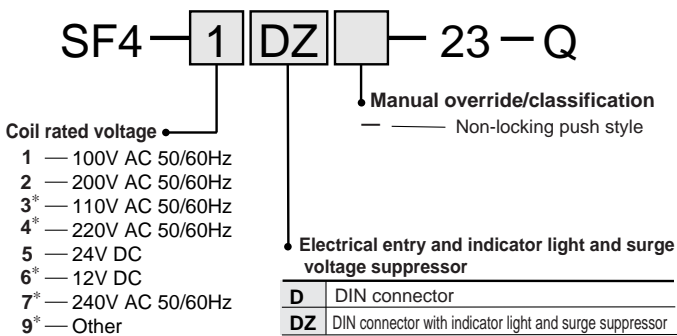 SF4 — 1 DZ — 23 — Q
Manual override/classification
— —— Non-locking push style
Coil rated voltage
1 — 100V AC 50/60Hz
2 — 200V AC 50/60Hz
3* — 110V AC 50/60Hz
4* — 220V AC 50/60Hz
5 — 24V DC
6* — 12V DC
7* — 240V AC 50/60Hz
9* — Other
Electrical entry and indicator light and surge
voltage suppressor
D DIN connector
DZ DIN connector with indicator light and surge suppressor